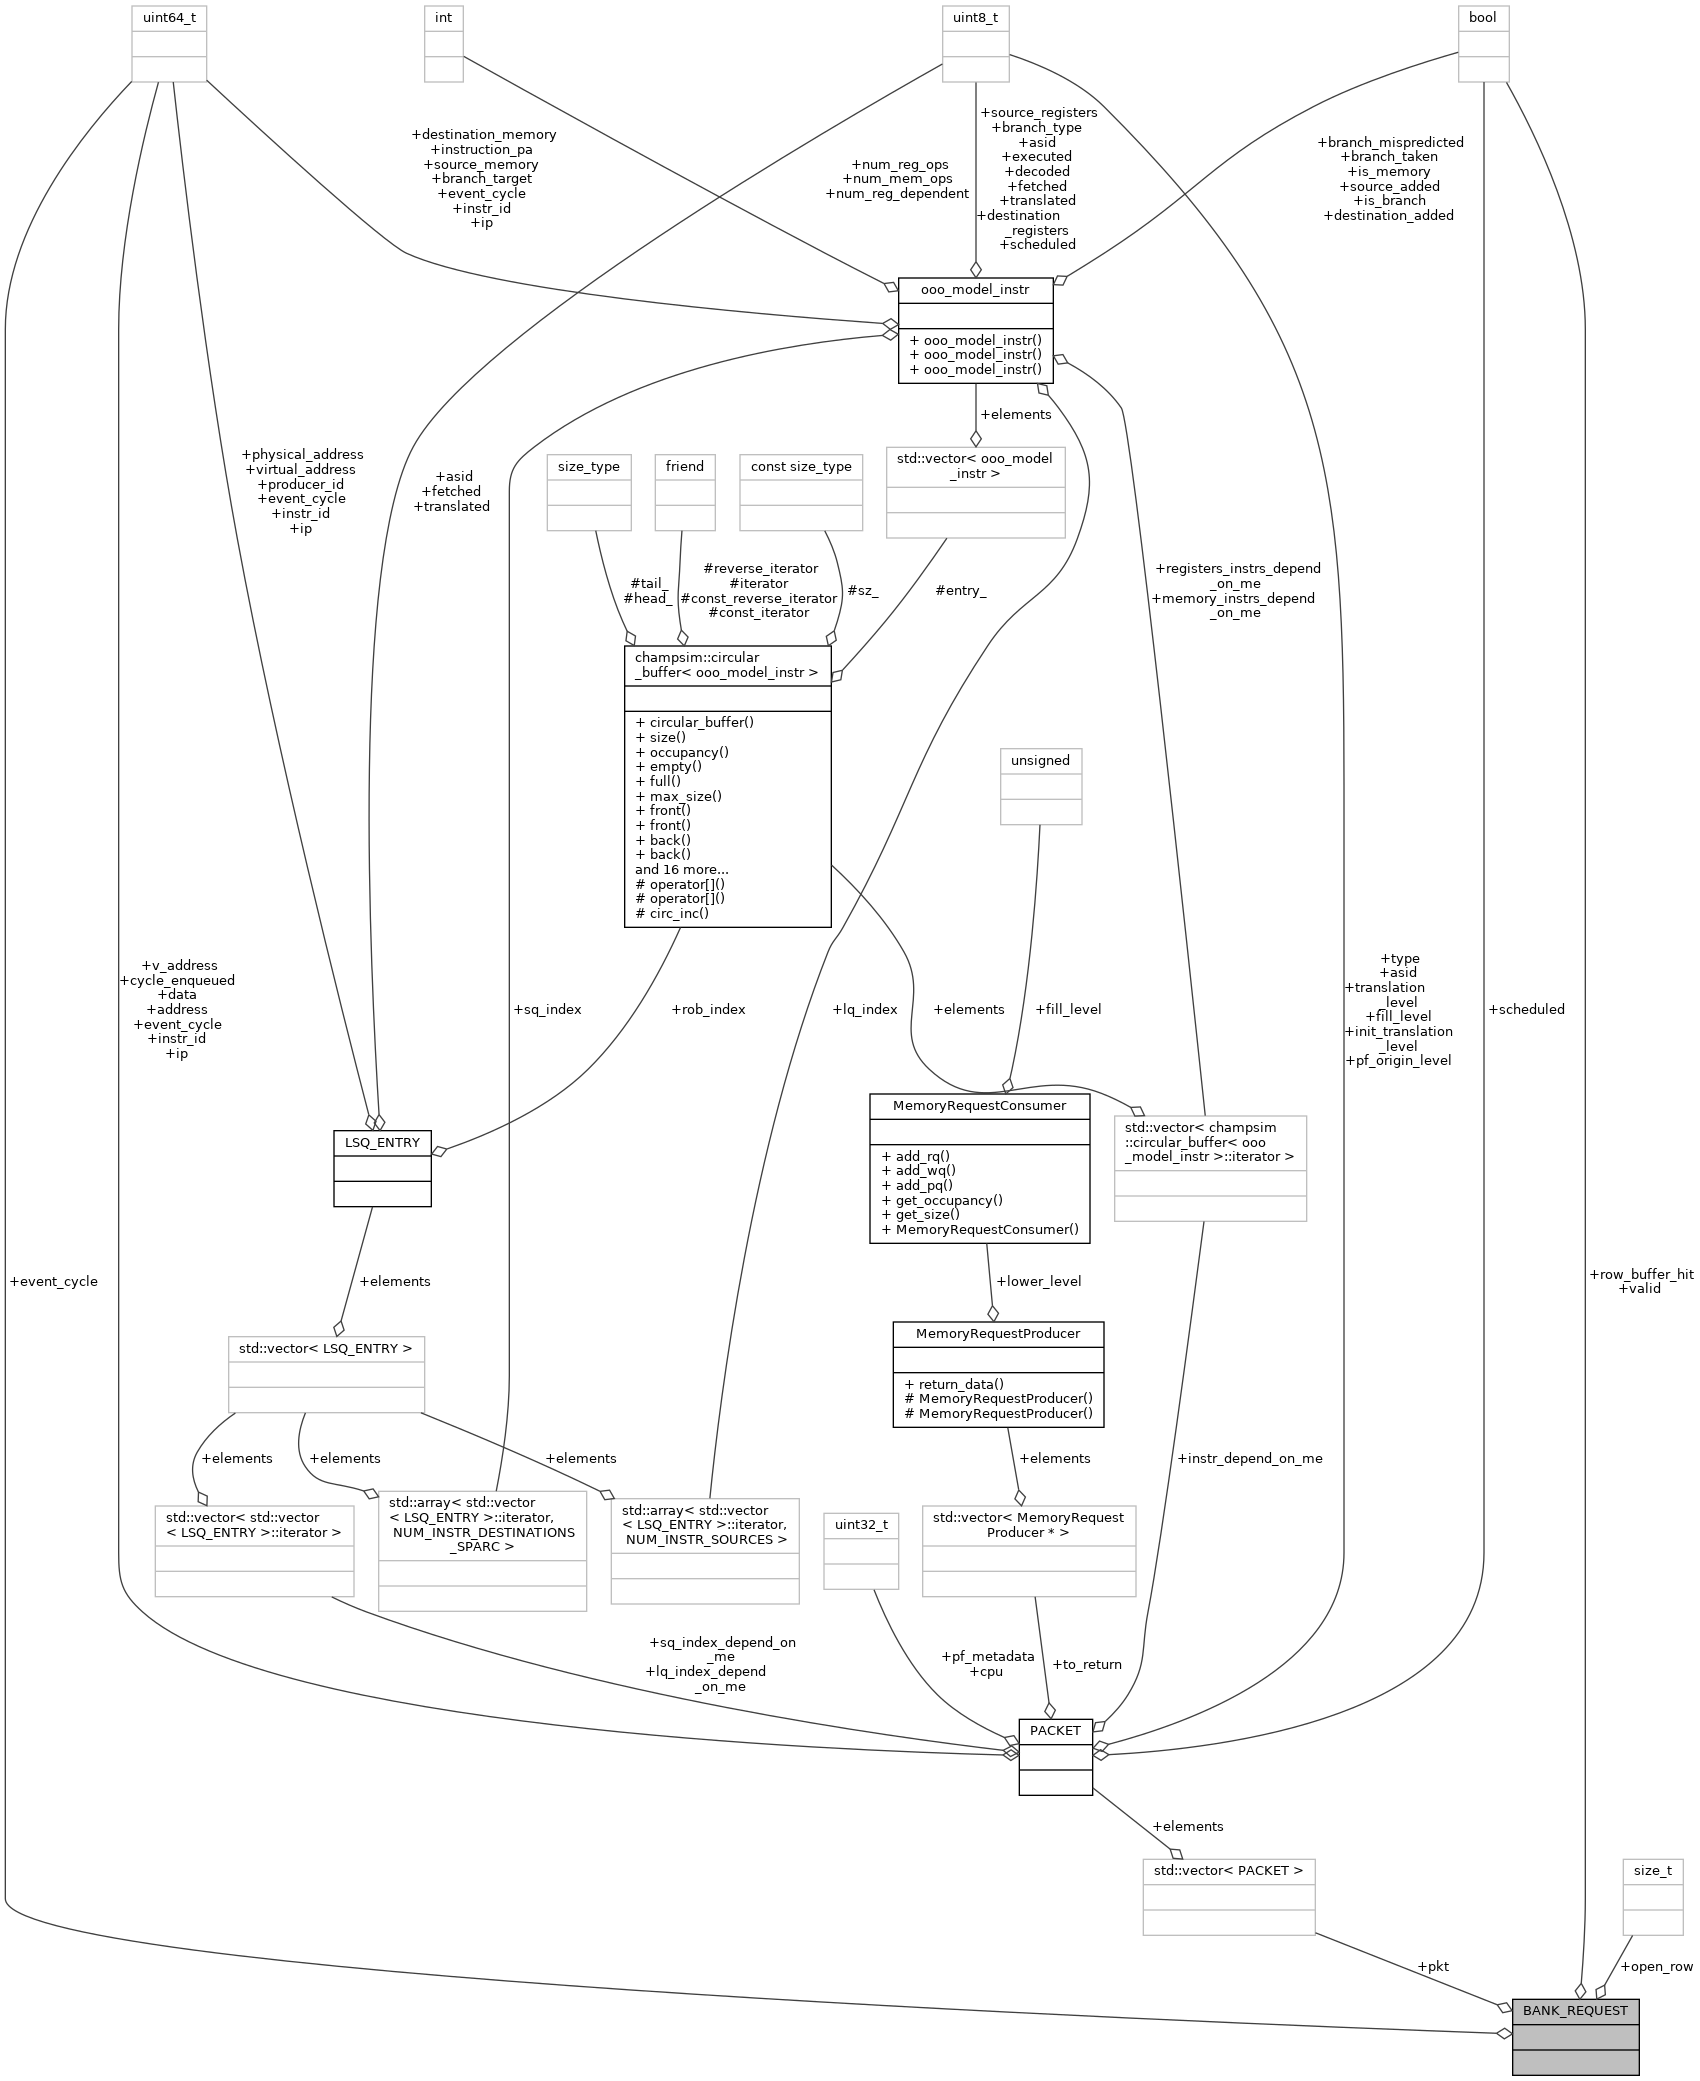 uint64_t
int
uint8_t
bool
+source_registers
+branch_type
+asid
+executed
+decoded
+fetched
+translated
+destination
_registers
+scheduled
+destination_memory
+instruction_pa
+source_memory
+branch_target
+event_cycle
+instr_id
+ip
+num_reg_ops
+num_mem_ops
+num_reg_dependent
+branch_mispredicted
+branch_taken
+is_memory
+source_added
+is_branch
+destination_added
ooo_model_instr
+ ooo_model_instr()
+ ooo_model_instr()
+ ooo_model_instr()
+elements
+physical_address
+virtual_address
+producer_id
+event_cycle
+instr_id
+ip
+asid
+fetched
+translated
size_type
friend
const size_type
std::vector< ooo_model
_instr >
#tail_
#head_
#reverse_iterator
#iterator
#const_reverse_iterator
#const_iterator
#sz_
#entry_
+registers_instrs_depend
_on_me
+memory_instrs_depend
_on_me
champsim::circular
_buffer< ooo_model_instr >
+ circular_buffer()
+ size()
+ occupancy()
+ empty()
+ full()
+ max_size()
+ front()
+ front()
+ back()
+ back()
and 16 more...
# operator[]()
# operator[]()
# circ_inc()
unsigned
+v_address
+cycle_enqueued
+data
+address
+event_cycle
+instr_id
+ip
+sq_index
+rob_index
+lq_index
+elements
+fill_level
+type
+asid
+translation
_level
+fill_level
+init_translation
_level
+pf_origin_level
+scheduled
LSQ_ENTRY
MemoryRequestConsumer
+ add_rq()
+ add_wq()
+ add_pq()
+ get_occupancy()
+ get_size()
+ MemoryRequestConsumer()
std::vector< champsim
::circular_buffer< ooo
_model_instr >::iterator >
+event_cycle
+elements
+lower_level
+row_buffer_hit
+valid
std::vector< LSQ_ENTRY >
MemoryRequestProducer
+ return_data()
# MemoryRequestProducer()
# MemoryRequestProducer()
+elements
+elements
+elements
+elements
+instr_depend_on_me
std::vector< std::vector
< LSQ_ENTRY >::iterator >
std::array< std::vector
< LSQ_ENTRY >::iterator,
NUM_INSTR_DESTINATIONS
_SPARC >
std::array< std::vector
< LSQ_ENTRY >::iterator,
NUM_INSTR_SOURCES >
uint32_t
std::vector< MemoryRequest
Producer * >
+sq_index_depend_on
_me
+lq_index_depend
_on_me
+pf_metadata
+cpu
+to_return
PACKET
+elements
std::vector< PACKET >
size_t
+pkt
+open_row
BANK_REQUEST